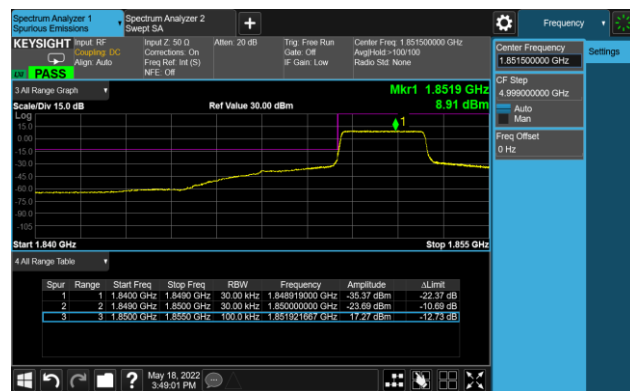 Spectrum Analyzer 1
Spurious Emissions
Spectrum Analyzer 2
Swept SA
Frequency
KEYSIGHT
Input: RF
Coupling: DC
Align: Auto
Input Z: 50 Ω
Corrections: On
Freq Ref: Int (S)
NFE: Off
Atten: 20 dB
Trig: Free Run
Gate: Off
IF Gain: Low
Center Freq: 1.851500000 GHz
Avg|Hold:>100/100
Radio Std: None
PASS
Center Frequency
1.851500000 GHz
Settings
CF Step
4.999000000 MHz
Auto
Man
Freq Offset
0 Hz
3 All Range Graph
Mkr1 1.8519 GHz
Scale/Div 15.0 dB
Ref Value 30.00 dBm
8.91 dBm
Log
15.0
0.00
-15.0
-30.0
-45.0
-60.0
-75.0
-90.0
-105
1
Start 1.840 GHz
Stop 1.855 GHz
4 All Range Table
Spur Range Start Freq Stop Freq RBW Frequency Amplitude ΔLimit
1 1 1.8400 GHz 1.8490 GHz 30.00 kHz 1.848919000 GHz -35.37 dBm -22.37 dB
2 2 1.8490 GHz 1.8500 GHz 30.00 kHz 1.850000000 GHz -23.69 dBm -10.69 dB
3 3 1.8500 GHz 1.8550 GHz 100.0 kHz 1.851921667 GHz 17.27 dBm -12.73 dB
?
May 18, 2022
3:49:01 PM